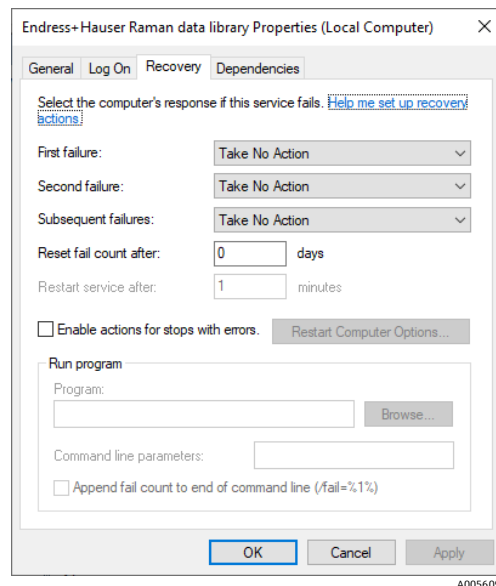 Endress+Hauser Raman data library Properties (Local Computer)
General Log On Recovery Dependencies
Select the computer's response if this service fails. Help me set up recovery
actions.
First failure: Take No Action
Second failure: Take No Action
Subsequent failures: Take No Action
Reset fail count after: 0 days
Restart service after: 1 minutes
Enable actions for stops with errors. Restart Computer Options...
Run program
Program:
Browse...
Command line parameters:
Append fail count to end of command line (/fail=%1%)
OK Cancel Apply